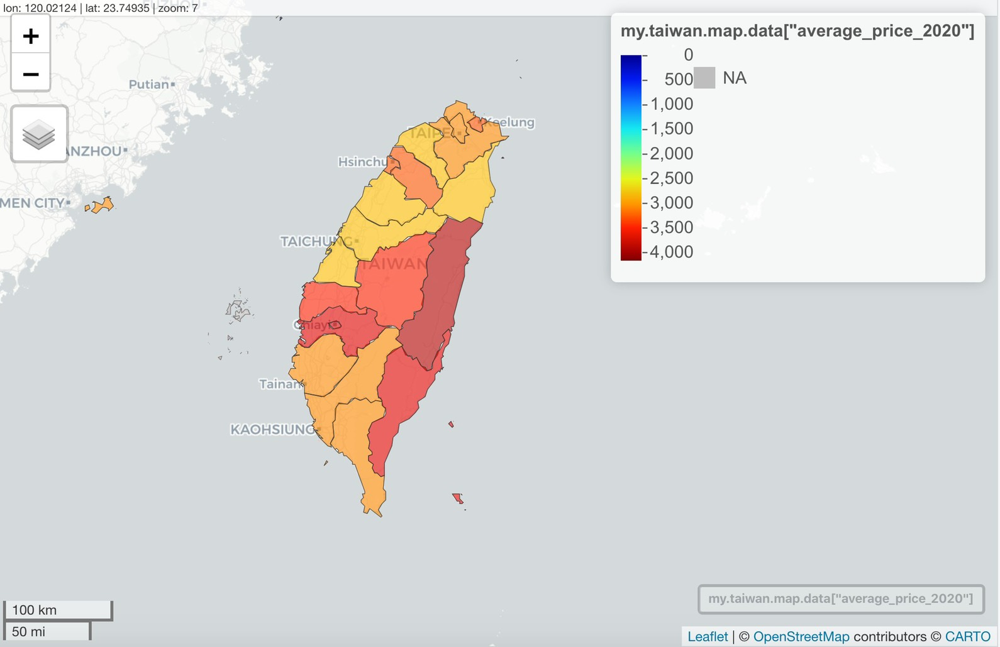 lon: 120.02124 | lat: 23.74935 | zoom: 7
FUZHOU
+
−
my.taiwan.map.data["average_price_2020"]
0
500
NA
1,000
1,500
2,000
2,500
3,000
3,500
4,000
Putian
Keelung
TAIPEI
ANZHOU
Hsinchu
MEN CITY
TAICHUNG
TAIWAN
Chiayi
Tainan
KAOHSIUNG
my.taiwan.map.data["average_price_2020"]
100 km
50 mi
Leaflet | © OpenStreetMap contributors © CARTO